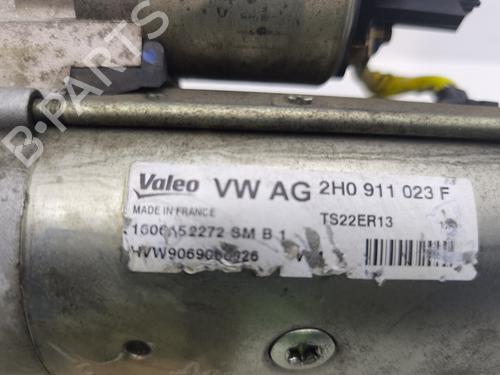 B-PARTS
Valeo VW AG 2H0 911 023 F
MADE IN FRANCE TS22ER13
SM B 1